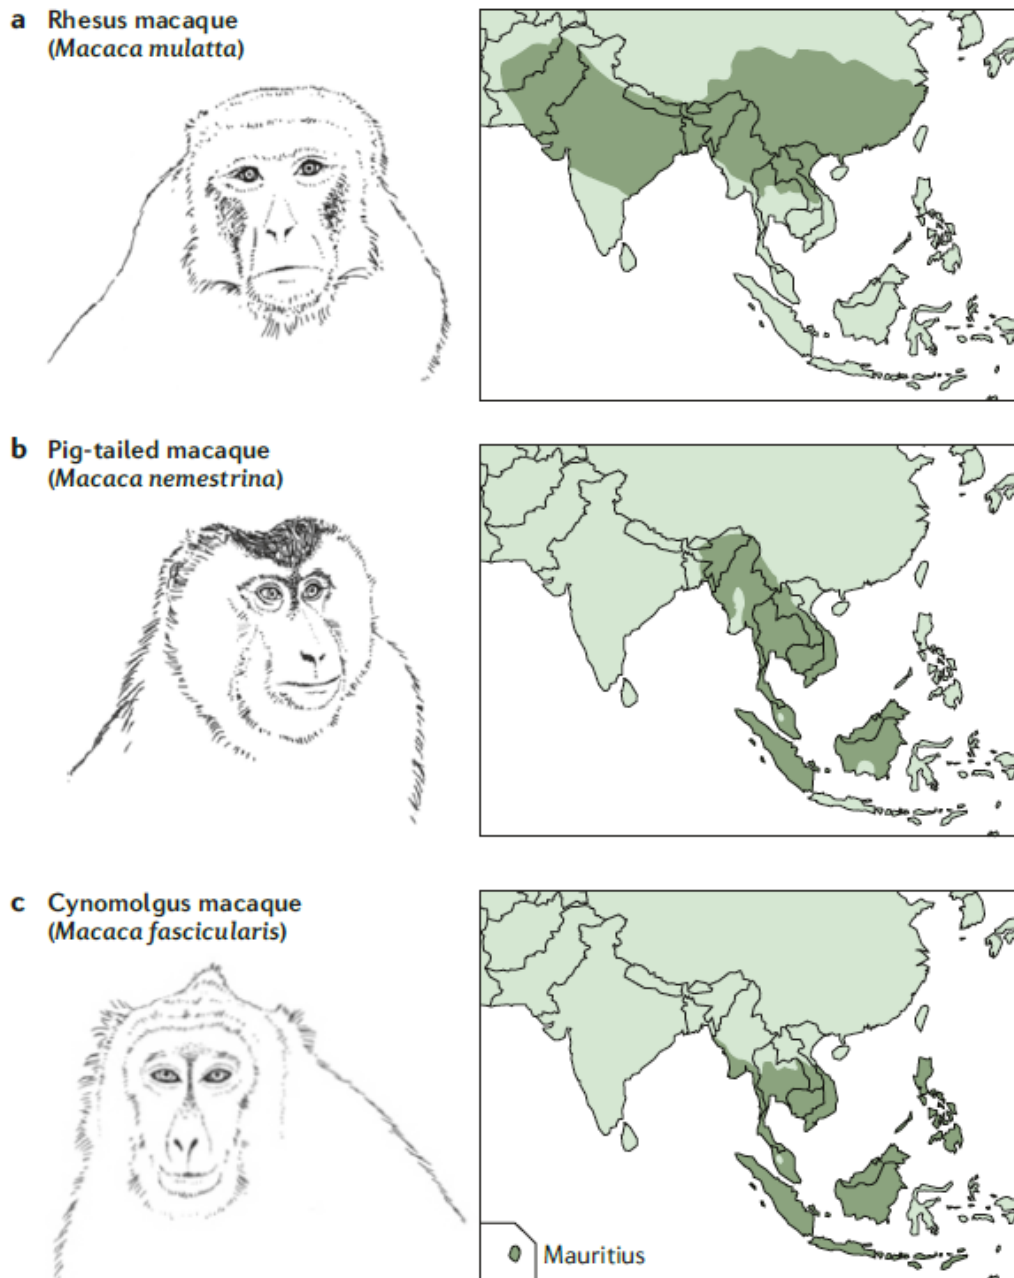 a Rhesus macaque
(Macaca mulatta)
b Pig-tailed macaque
(Macaca nemestrina)
c Cynomolgus macaque
(Macaca fascicularis)
Mauritius